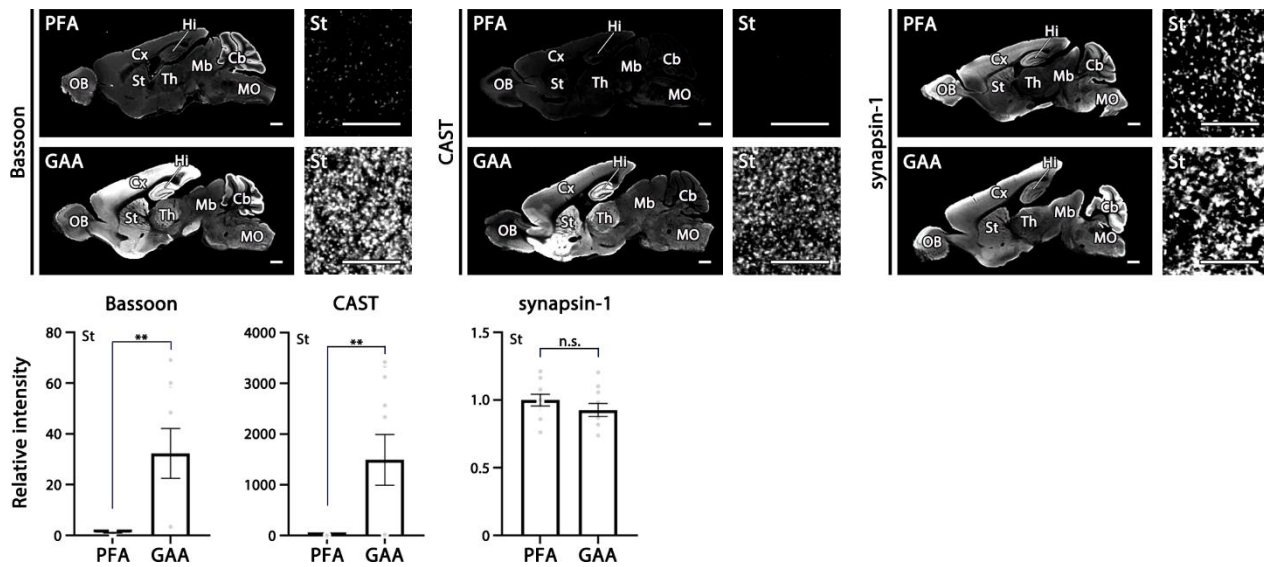 Bassoon
PFA
Hi
Cx
Mb
Cb
OB
St
Th
MO
St
GAA
Hi
Cx
Mb
Cb
OB
St
Th
MO
St
CAST
PFA
Hi
Cx
Mb
Cb
OB
St
Th
MO
St
GAA
Hi
Cx
Mb
Cb
OB
St
Th
MO
St
synapsin-1
PFA
Hi
Cx
Mb
Cb
OB
St
Th
MO
St
GAA
Hi
Cx
Mb
Cb
OB
St
Th
MO
St
Relative intensity
Bassoon
St
**
80
60
40
20
0
PFA GAA
CAST
St
**
4000
3000
2000
1000
0
PFA GAA
synapsin-1
St
n.s.
1.5
1.0
0.5
0
PFA GAA